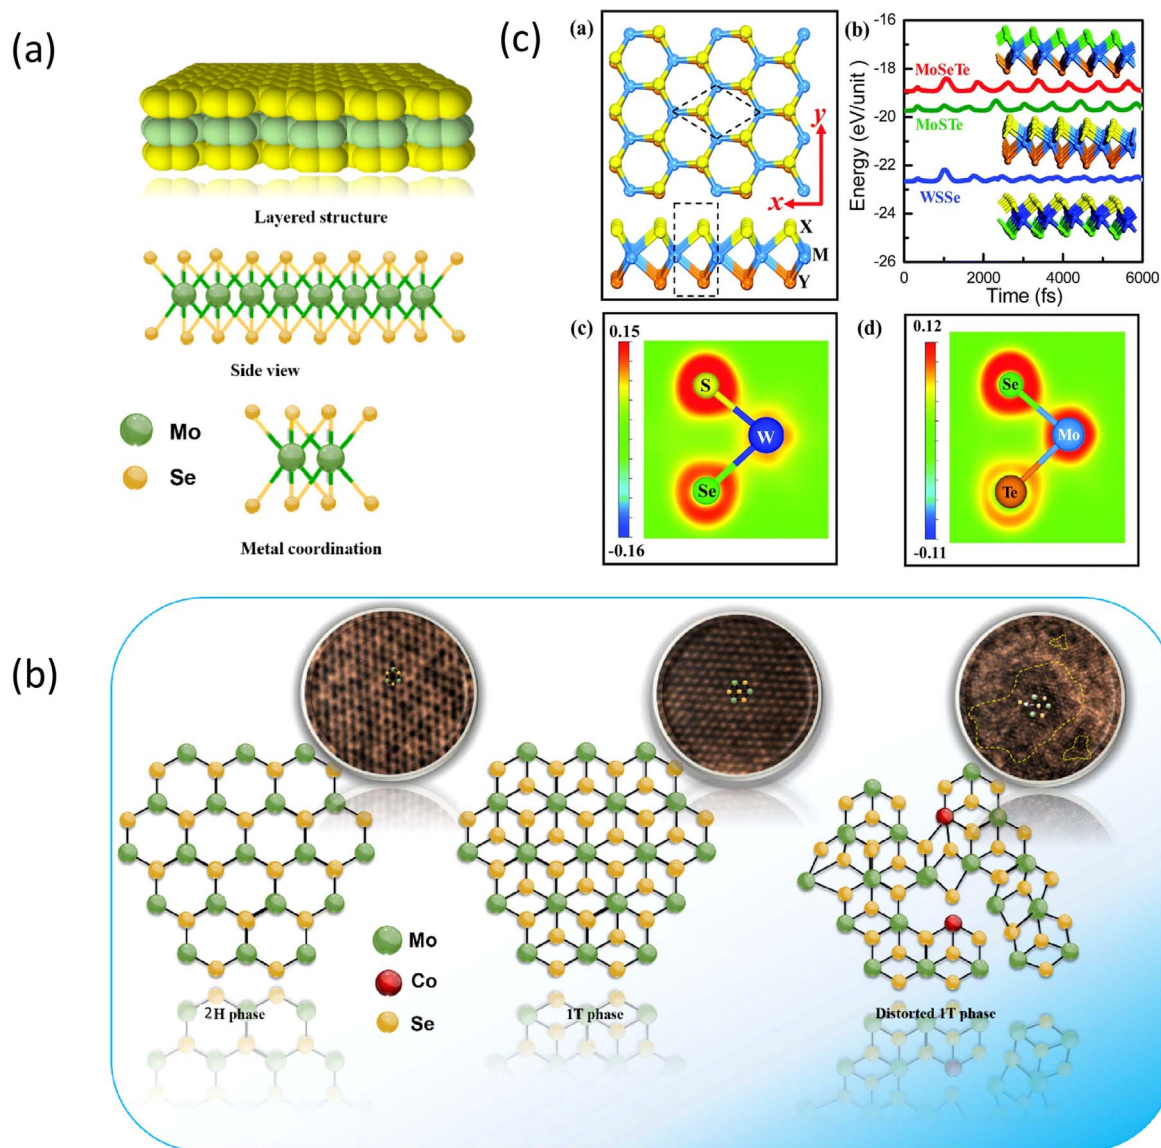 (a)
Layered structure
Side view
Mo
Se
Metal coordination
(c)
(a)
y
x
X
M
Y
(b)
Energy (eV/unit)
-16
-18
-20
-22
-24
-26
MoSeTe
MoSTe
WSSe
0 2000 4000 6000
Time (fs)
(c)
0.15
-0.16
S
W
Se
(d)
0.12
-0.11
Se
Mo
Te
(b)
Mo
Co
Se
2H phase
1T phase
Distorted 1T phase